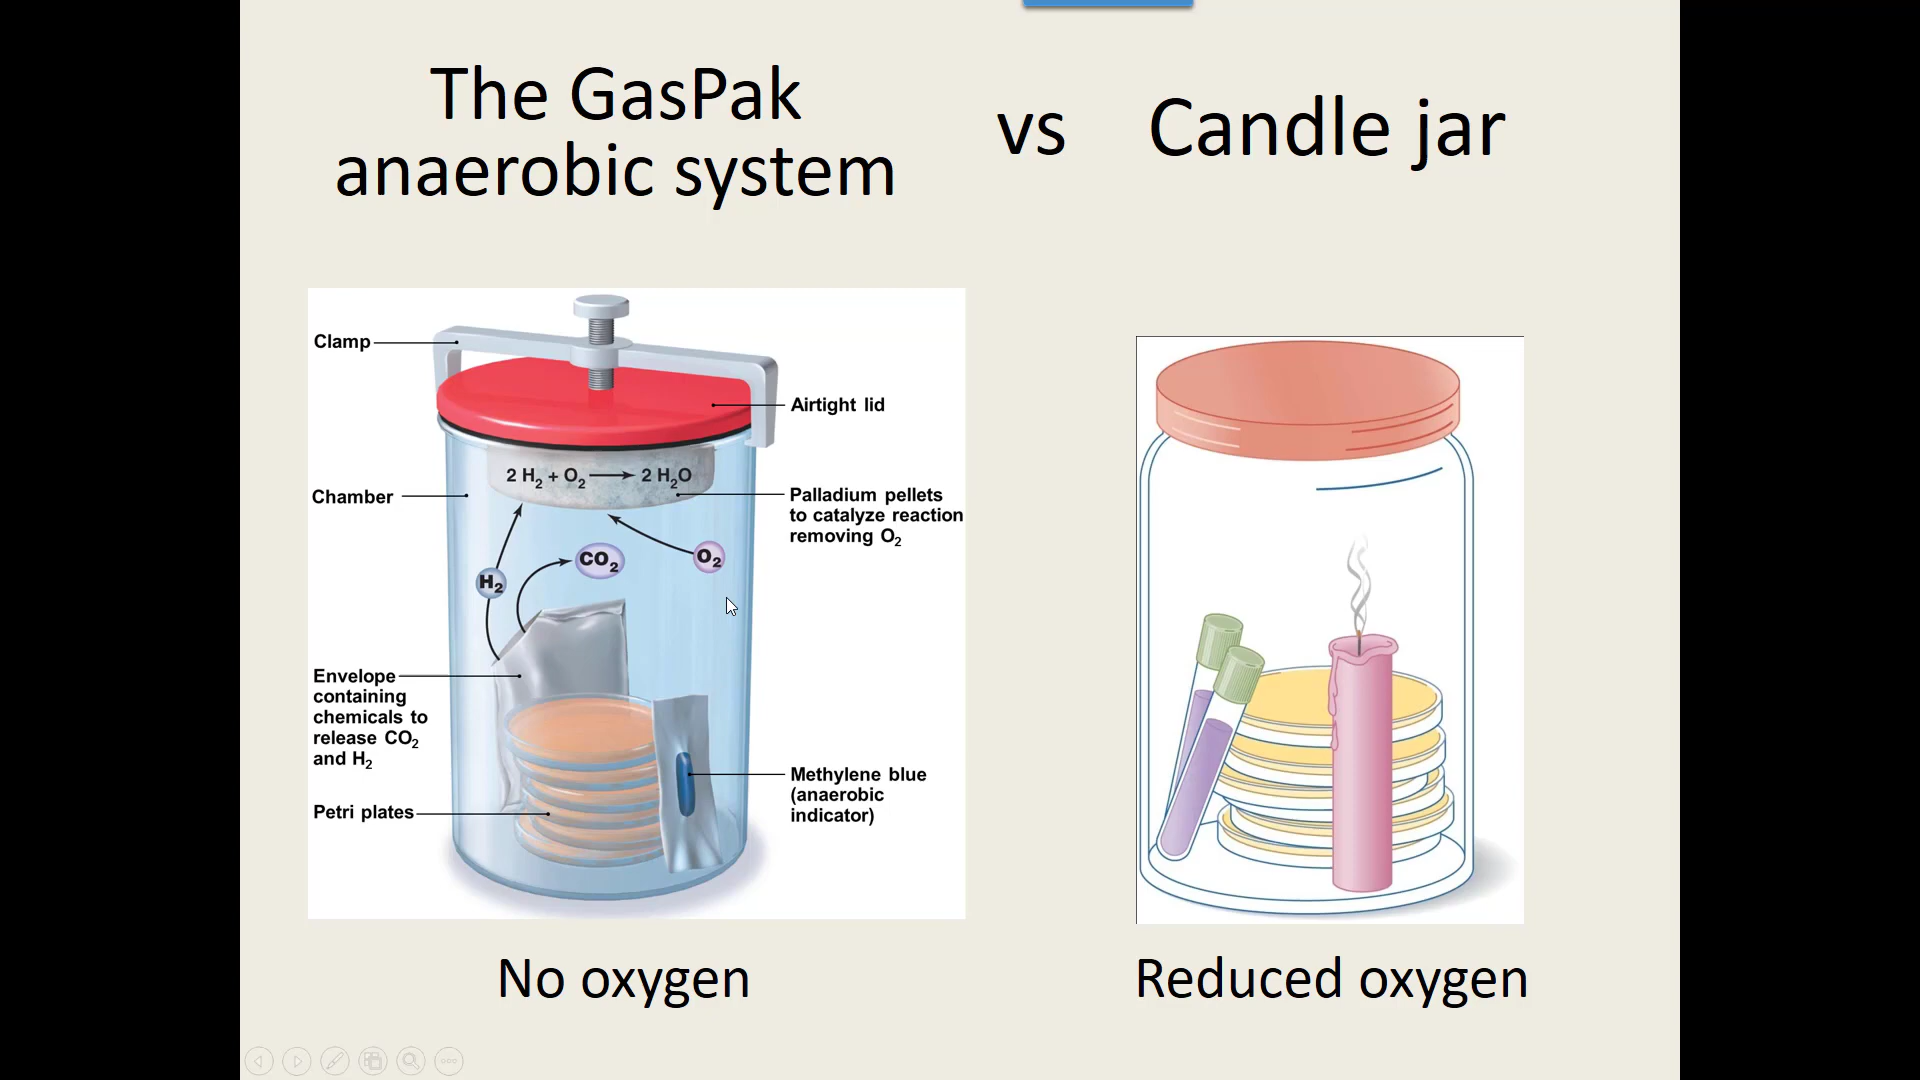 The GasPak
anaerobic system
vs
Candle jar
Clamp
Airtight lid
2 H₂ + O₂ → 2 H₂O
Chamber
Palladium pellets
to catalyze reaction
removing O₂
CO₂
O₂
H₂
Envelope
containing
chemicals to
release CO₂
and H₂
Methylene blue
(anaerobic
indicator)
Petri plates
No oxygen
Reduced oxygen